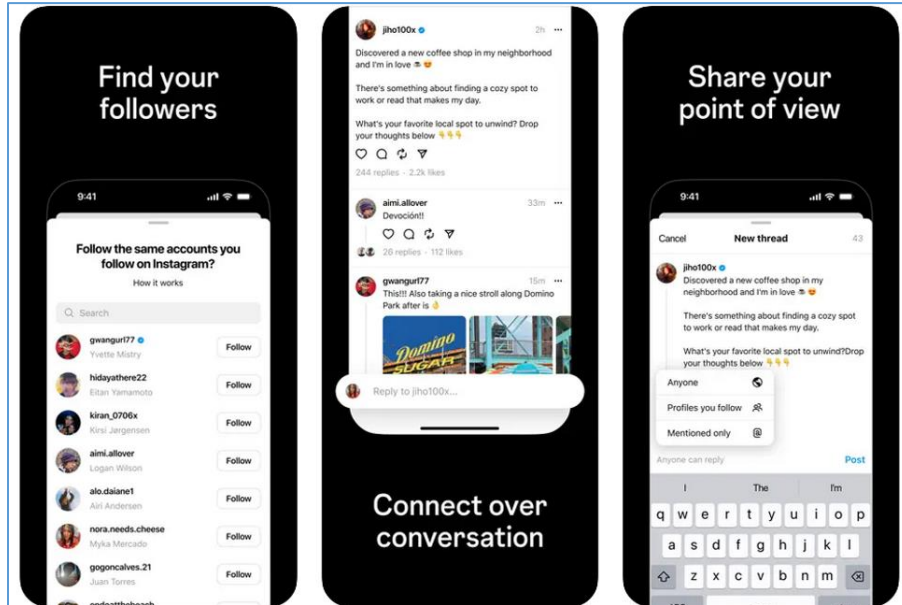 Find your
followers
9:41
Follow the same accounts you
follow on Instagram?
How it works
Search
gwangurl77
Yvette Mistry
Follow
hidayathere22
Eitan Yamamoto
Follow
kiran_0706x
Kirsi Jørgensen
Follow
aimi.allover
Logan Wilson
Follow
alo.daiane1
Airi Andersen
Follow
nora.needs.cheese
Myka Mercado
Follow
gogoncalves.21
Juan Torres
Follow
jiho100x 2h
Discovered a new coffee shop in my neighborhood
and I'm in love ☕😍
There's something about finding a cozy spot to
work or read that makes my day.
What's your favorite local spot to unwind? Drop
your thoughts below 👇👇👇
244 replies · 2.2k likes
aimi.allover 33m
Devoción!!
26 replies · 112 likes
gwangurl77 15m
This!!! Also taking a nice stroll along Domino
Park after is 👌
Domino
SUGAR
Reply to jiho100x...
Connect over
conversation
Share your
point of view
9:41
Cancel New thread 43
jiho100x
Discovered a new coffee shop in my
neighborhood and I'm in love ☕😍
There's something about finding a cozy spot
to work or read that makes my day.
What's your favorite local spot to unwind?Drop
your thoughts below 👇👇👇
Anyone
Profiles you follow
Mentioned only
Anyone can reply Post
I The I'm
q w e r t y u i o p
a s d f g h j k l
z x c v b n m